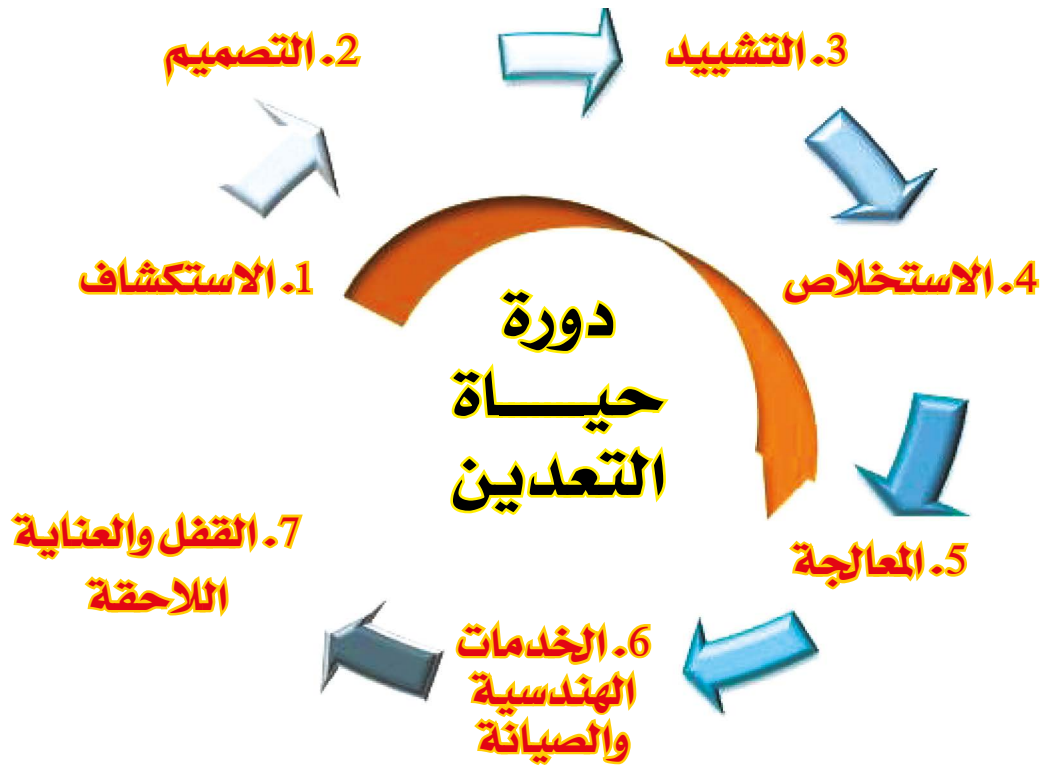 دورة
حيـــــاة
التعدين
1. الاستكشاف
2. التصميم
3. التشييد
4. الاستخلاص
5. المعالجة
6. الخدمات
الهندسية
والصيانة
7. القفل والعناية
اللاحقة